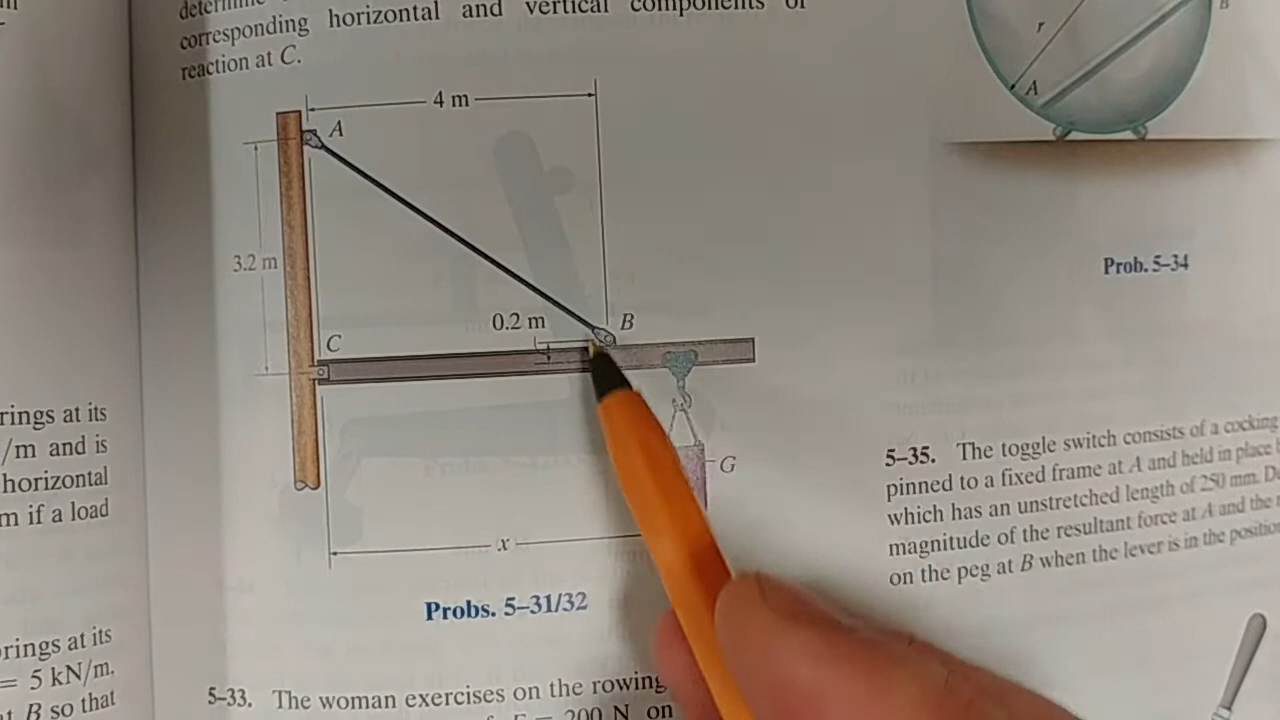 corresponding horizontal and vertical components of
reaction at C.
4 m
A
3.2 m
0.2 m
B
C
G
x
Probs. 5–31/32
5–33. The woman exercises on the rowing
= 200 N on
rings at its
/m and is
horizontal
m if a load
rings at its
= 5 kN/m,
B so that
r
A
B
Prob. 5–34
5–35. The toggle switch consists of a cocking
pinned to a fixed frame at A and held in place
which has an unstretched length of 250 mm.
magnitude of the resultant force at A and the
on the peg at B when the lever is in the position